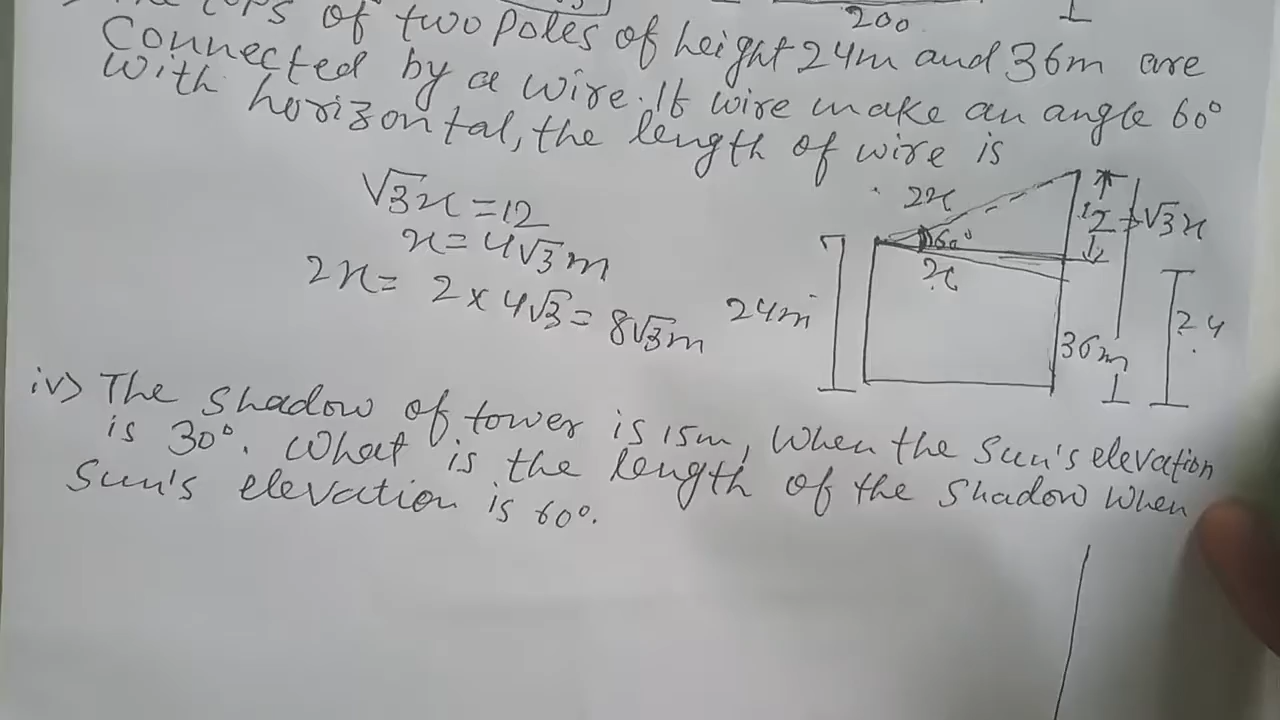 200
tops of two poles of height 24m and 36m are
Connected by a wire. If wire make an angle 60°
with horizontal, the length of wire is
√3x = 12
x = 4√3m
2x = 2 × 4√3 = 8√3m
2x
60°
x
12
√3x
24m
36m
24
iv) The shadow of tower is 15m, when the sun's elevation
is 30°. What is the length of the shadow when
sun's elevation is 60°.